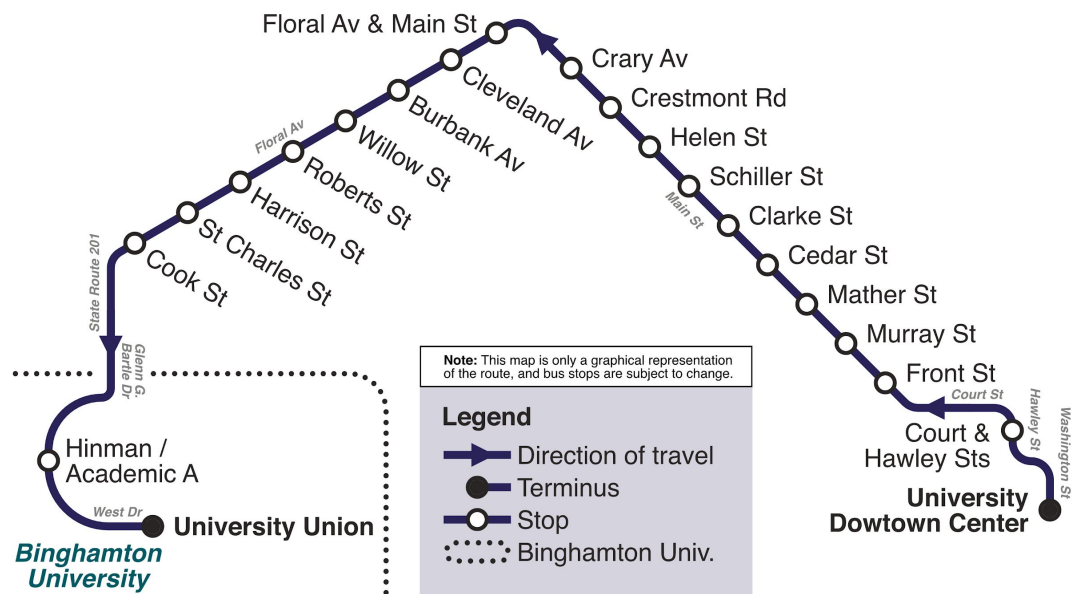 Floral Av & Main St
Cleveland Av
Burbank Av
Willow St
Roberts St
Harrison St
St Charles St
Cook St
Floral Av
State Route 201
Glenn G.
Bartle Dr
Hinman /
Academic A
West Dr
University Union
Binghamton
University
Crary Av
Crestmont Rd
Helen St
Schiller St
Main St
Clarke St
Cedar St
Mather St
Murray St
Front St
Court St
Hawley St
Washington St
Court &
Hawley Sts
University
Dowtown Center
Note: This map is only a graphical representation
of the route, and bus stops are subject to change.
Legend
Direction of travel
Terminus
Stop
Binghamton Univ.